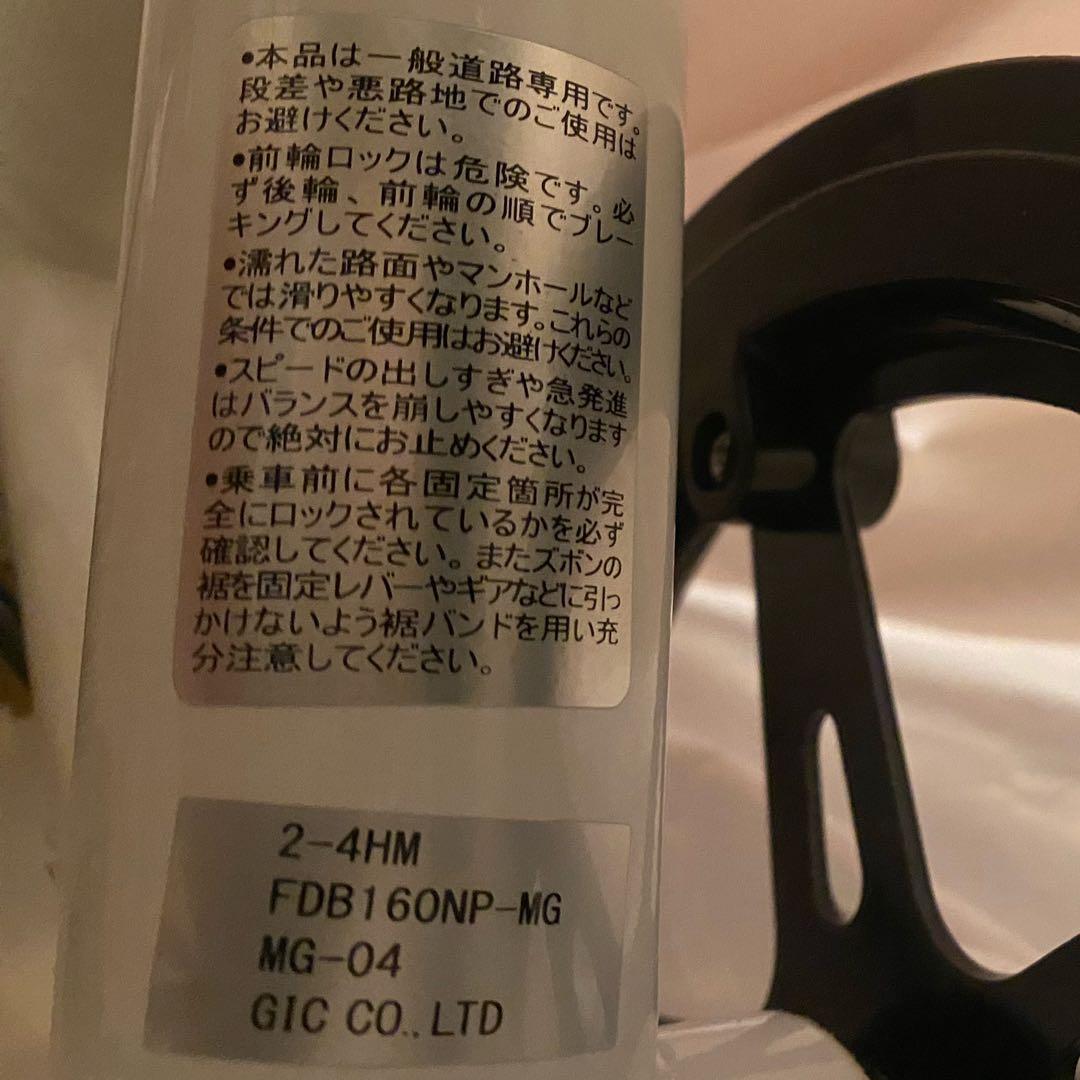 •本品は一般道路専用です。
段差や悪路地でのご使用は
お避けください。
•前輪ロックは危険です。必
ず後輪、前輪の順でブレー
キングしてください。
•濡れた路面やマンホールなど
では滑りやすくなります。これらの
条件でのご使用はお避けください。
•スピードの出しすぎや急発進
はバランスを崩しやすくなります
ので絶対にお止めください。
•乗車前に各固定箇所が完
全にロックされているかを必ず
確認してください。またズボンの
裾を固定レバーやギアなどに引っ
かけないよう裾バンドを用い充
分注意してください。
2-4HM
FDB160NP-MG
MG-04
GIC CO., LTD